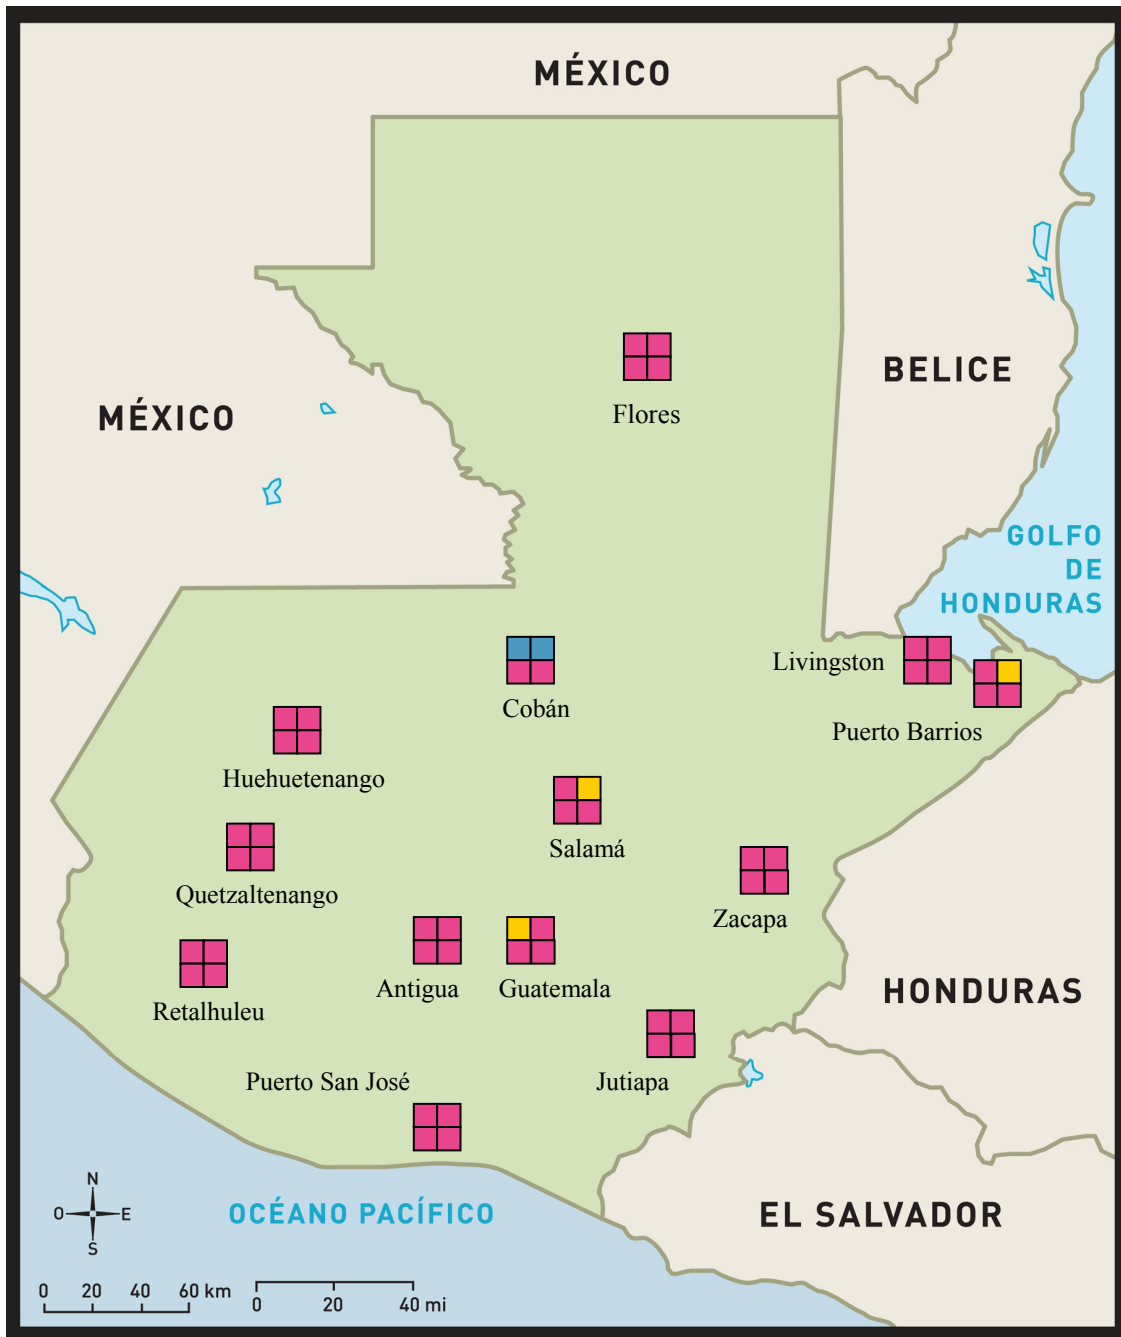 MÉXICO
BELICE
Flores
MÉXICO
GOLFO
DE
HONDURAS
Livingston
Cobán
Puerto Barrios
Huehuetenango
Salamá
Quetzaltenango
Zacapa
Antigua
Guatemala
HONDURAS
Retalhuleu
Puerto San José
Jutiapa
N
O E
S
OCÉANO PACÍFICO
EL SALVADOR
0 20 40 60 km
0 20 40 mi